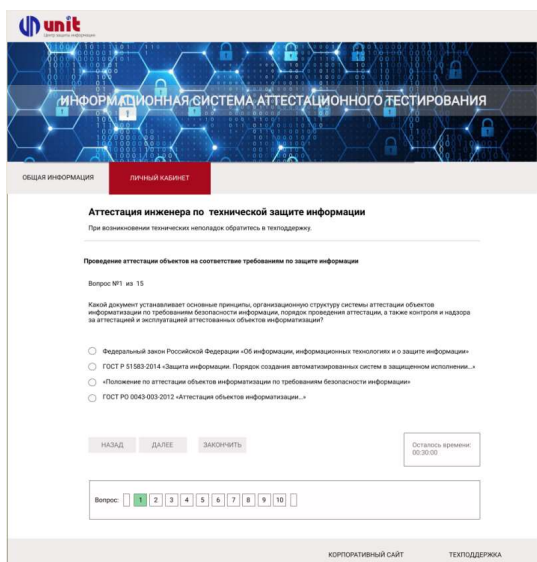 unit
Центр защиты информации
ИНФОРМАЦИОННАЯ СИСТЕМА АТТЕСТАЦИОННОГО ТЕСТИРОВАНИЯ
ОБЩАЯ ИНФОРМАЦИЯ
ЛИЧНЫЙ КАБИНЕТ
Аттестация инженера по технической защите информации
При возникновении технических неполадок обратитесь в техподдержку.
Проведение аттестации объектов на соответствие требованиям по защите информации
Вопрос №1 из 15
Какой документ устанавливает основные принципы, организационную структуру системы аттестации объектов
информатизации по требованиям безопасности информации, порядок проведения аттестации, а также контроля и надзора
за аттестацией и эксплуатацией аттестованных объектов информатизации?
Федеральный закон Российской Федерации «Об информации, информационных технологиях и о защите информации»
ГОСТ Р 51583-2014 «Защита информации. Порядок создания автоматизированных систем в защищенном исполнении...»
«Положение по аттестации объектов информатизации по требованиям безопасности информации»
ГОСТ РО 0043-003-2012 «Аттестация объектов информатизации...»
НАЗАД
ДАЛЕЕ
ЗАКОНЧИТЬ
Осталось времени:
00:30:00
Вопрос: 1 2 3 4 5 6 7 8 9 10
КОРПОРАТИВНЫЙ САЙТ
ТЕХПОДДЕРЖКА